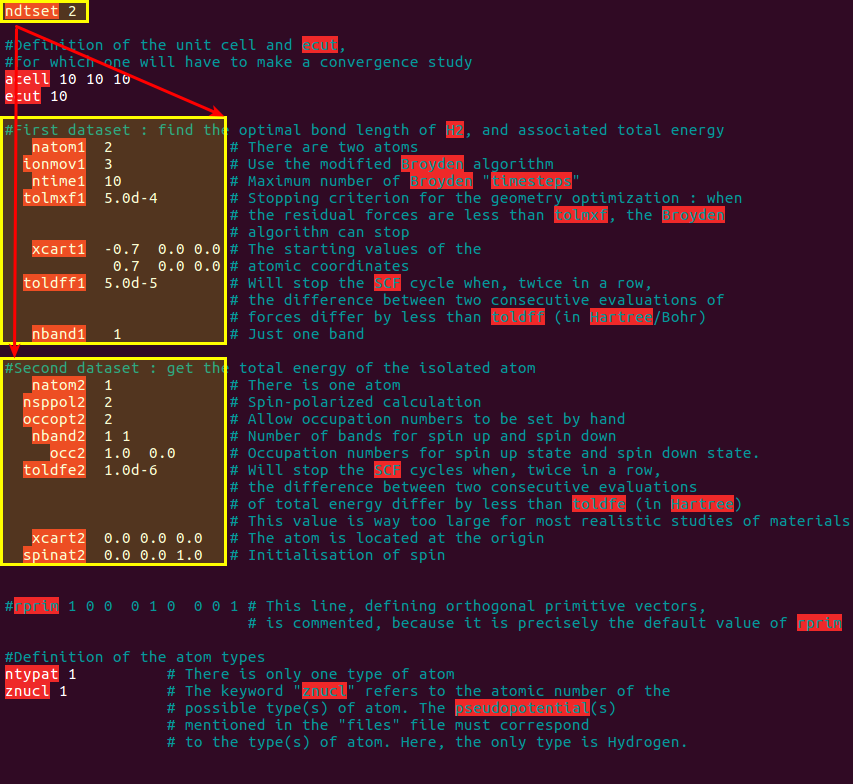 ndtset 2
#Definition of the unit cell and ecut,
#for which one will have to make a convergence study
acell 10 10 10
ecut 10
#First dataset : find the optimal bond length of H2, and associated total energy
natom1 2 # There are two atoms
ionmov1 3 # Use the modified Broyden algorithm
ntime1 10 # Maximum number of Broyden "timesteps"
tolmxf1 5.0d-4 # Stopping criterion for the geometry optimization : when
# the residual forces are less than tolmxf, the Broyden
# algorithm can stop
xcart1 -0.7 0.0 0.0 # The starting values of the
0.7 0.0 0.0 # atomic coordinates
toldff1 5.0d-5 # Will stop the SCF cycle when, twice in a row,
# the difference between two consecutive evaluations of
# forces differ by less than toldff (in Hartree/Bohr)
nband1 1 # Just one band
#Second dataset : get the total energy of the isolated atom
natom2 1 # There is one atom
nsppol2 2 # Spin-polarized calculation
occopt2 2 # Allow occupation numbers to be set by hand
nband2 1 1 # Number of bands for spin up and spin down
occ2 1.0 0.0 # Occupation numbers for spin up state and spin down state.
toldfe2 1.0d-6 # Will stop the SCF cycles when, twice in a row,
# the difference between two consecutive evaluations
# of total energy differ by less than toldfe (in Hartree)
# This value is way too large for most realistic studies of materials
xcart2 0.0 0.0 0.0 # The atom is located at the origin
spinat2 0.0 0.0 1.0 # Initialisation of spin
#rprim 1 0 0 0 1 0 0 0 1 # This line, defining orthogonal primitive vectors,
# is commented, because it is precisely the default value of rprim
#Definition of the atom types
ntypat 1 # There is only one type of atom
znucl 1 # The keyword "znucl" refers to the atomic number of the
# possible type(s) of atom. The pseudopotential(s)
# mentioned in the "files" file must correspond
# to the type(s) of atom. Here, the only type is Hydrogen.